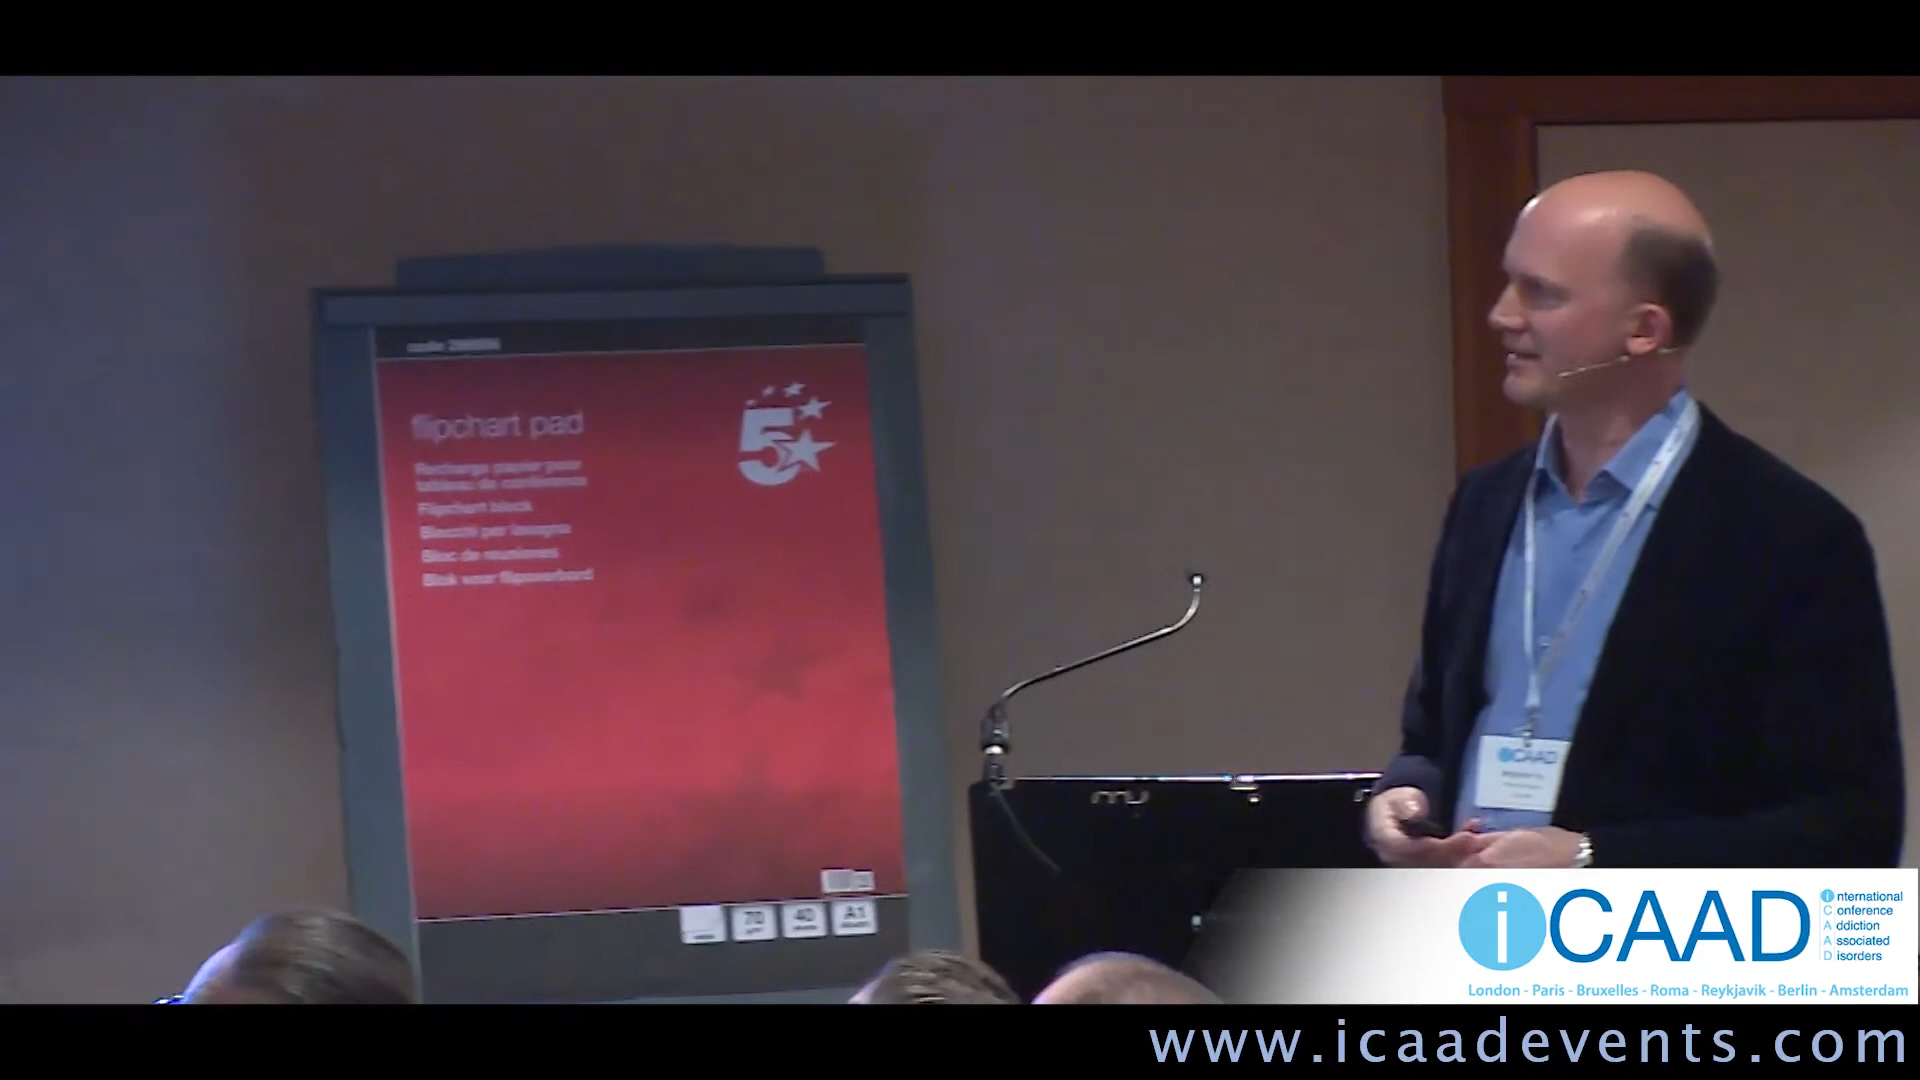 flipchart pad
Recharge papier pour
tableau de conférence
Flipchart block
Blocchi per lavagna
Bloc de reuniones
Blok voor flipoverbord
5
70
40
A1
iCAAD
iCAAD
international
Conference
Addiction
Associated
Disorders
London - Paris - Bruxelles - Roma - Reykjavik - Berlin - Amsterdam
www.icaadevents.com